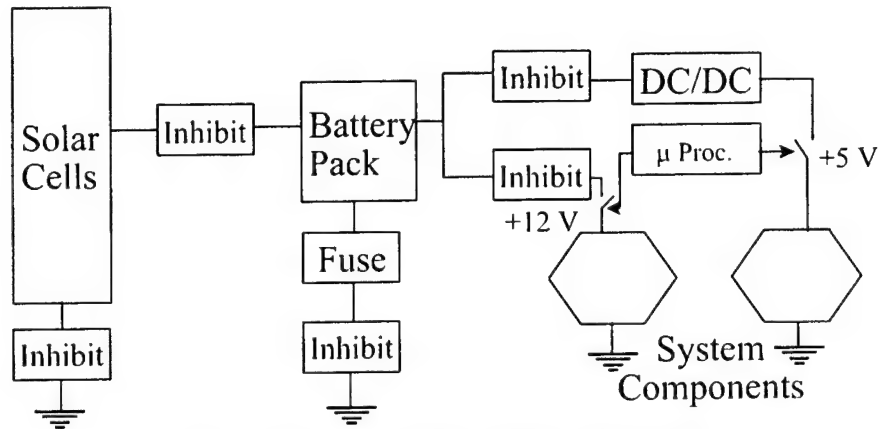 Solar
Cells
Inhibit
Inhibit
Battery
Pack
Fuse
Inhibit
Inhibit
DC/DC
Inhibit
μ Proc.
+5 V
+12 V
System
Components